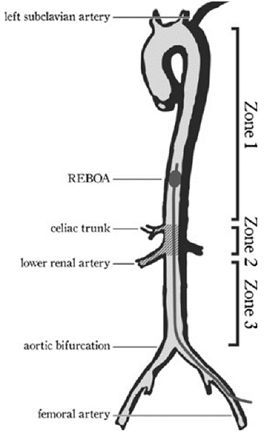 left subclavian artery
Zone 1
REBOA
celiac trunk
Zone 2
lower renal artery
Zone 3
aortic bifurcation
femoral artery